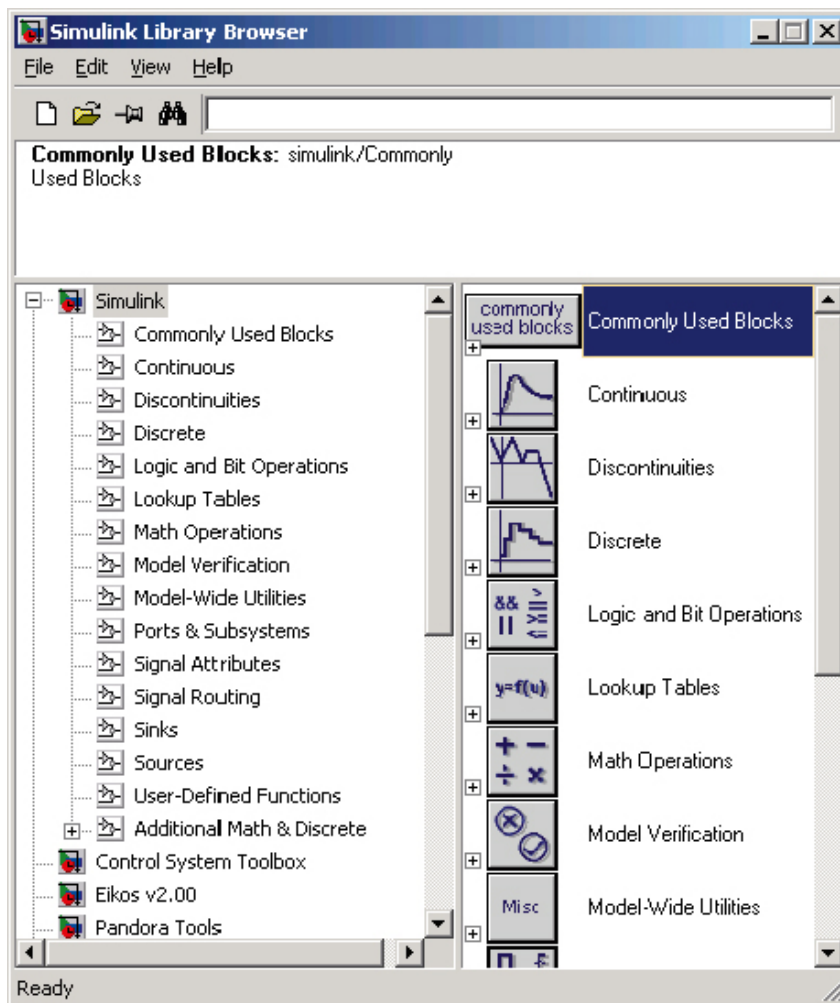 Simulink Library Browser
File Edit View Help
Commonly Used Blocks: simulink/Commonly
Used Blocks
Simulink
Commonly Used Blocks
Continuous
Discontinuities
Discrete
Logic and Bit Operations
Lookup Tables
Math Operations
Model Verification
Model-Wide Utilities
Ports & Subsystems
Signal Attributes
Signal Routing
Sinks
Sources
User-Defined Functions
Additional Math & Discrete
Control System Toolbox
Eikos v2.00
Pandora Tools
commonly
used blocks
Commonly Used Blocks
Continuous
Discontinuities
Discrete
&& >
|| >=
<=
Logic and Bit Operations
y=f(u)
Lookup Tables
+ −
÷ ×
Math Operations
Model Verification
Misc
Model-Wide Utilities
Ready